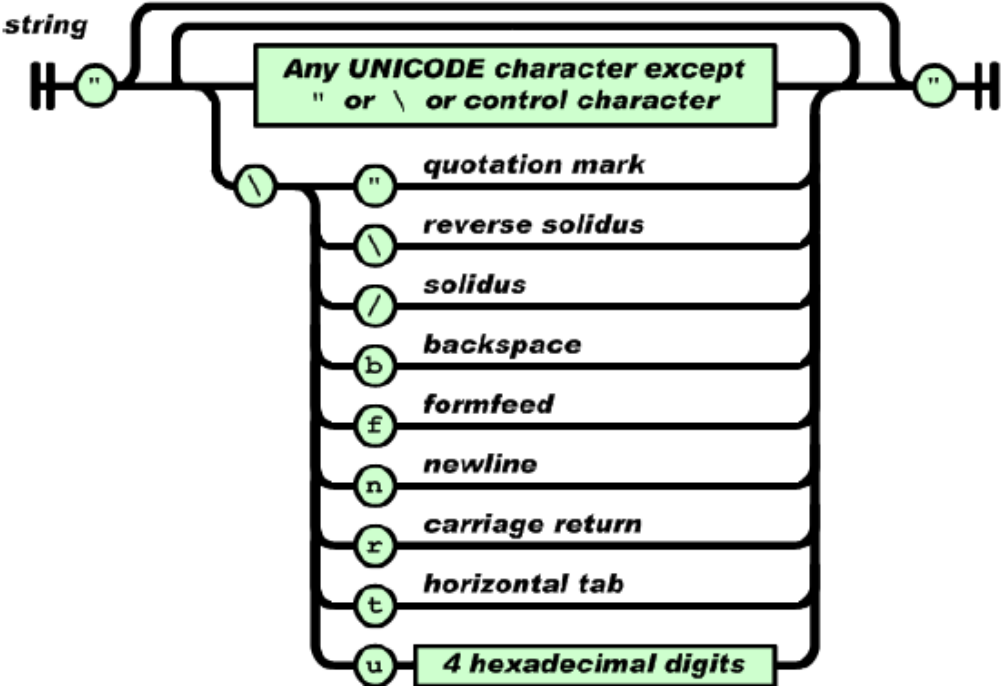 string
"
Any UNICODE character except
" or \ or control character
"
\
" quotation mark
\ reverse solidus
/ solidus
b backspace
f formfeed
n newline
r carriage return
t horizontal tab
u 4 hexadecimal digits